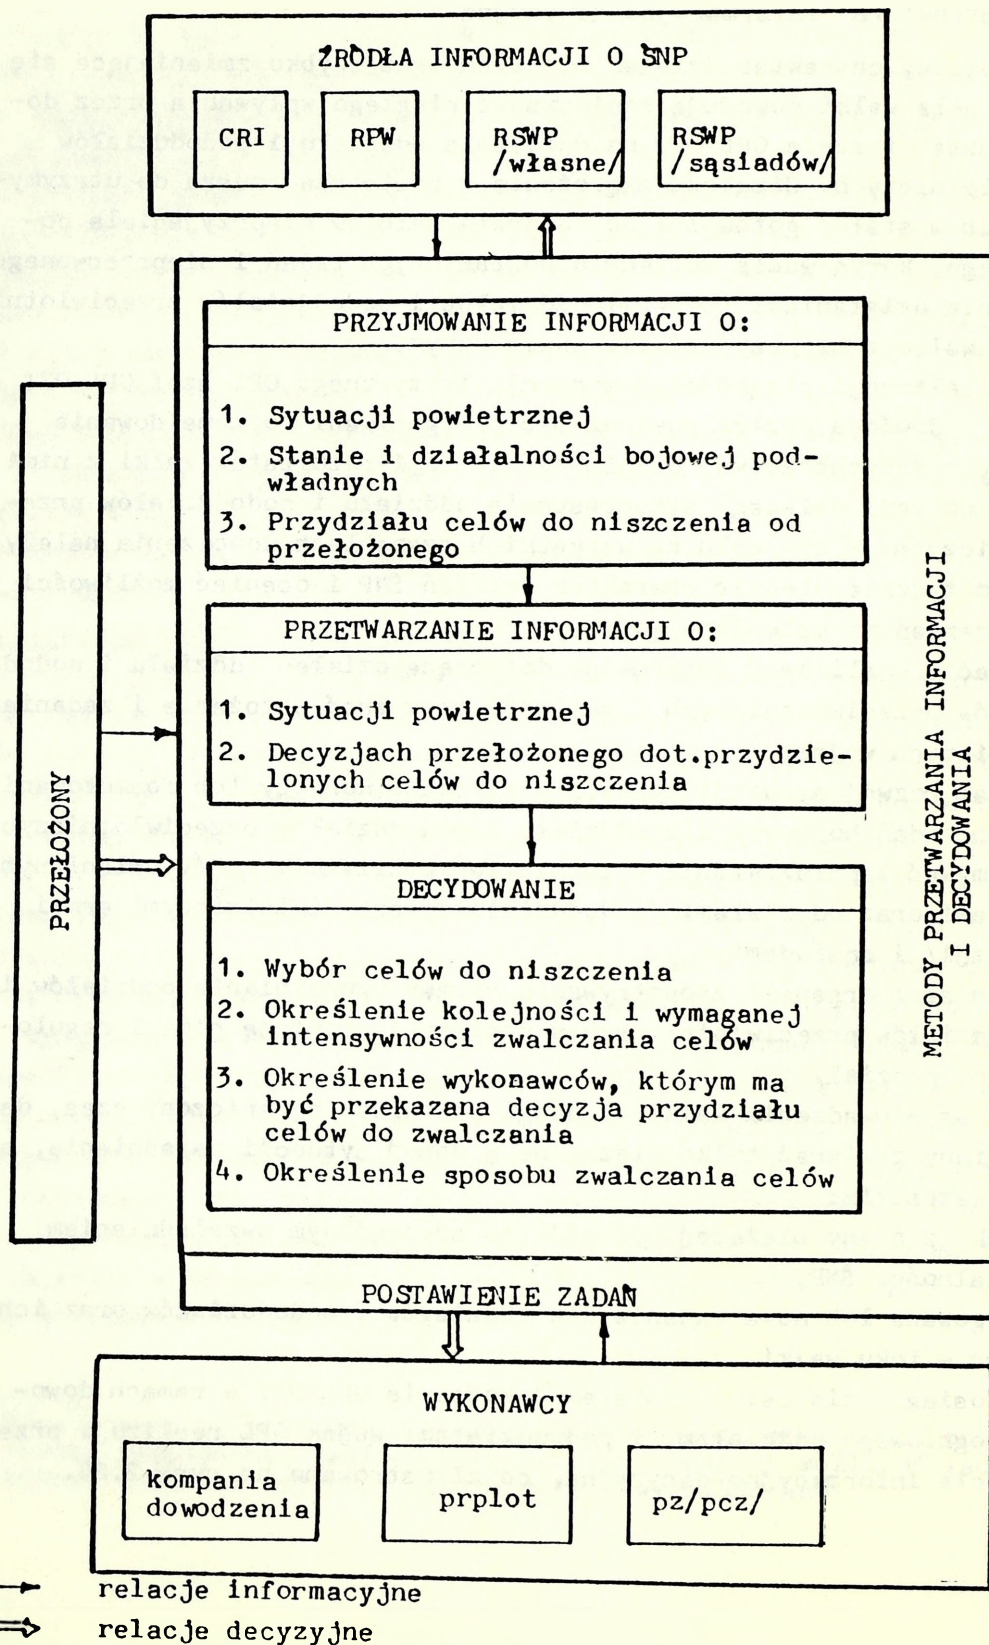 ŹRÓDŁA INFORMACJI O ŚNP
CRI
RPW
RSWP
/własne/
RSWP
/sąsiadów/
PRZEŁOŻONY
PRZYJMOWANIE INFORMACJI O:
1. Sytuacji powietrznej
2. Stanie i działalności bojowej pod-
władnych
3. Przydziału celów do niszczenia od
przełożonego
PRZETWARZANIE INFORMACJI O:
1. Sytuacji powietrznej
2. Decyzjach przełożonego dot.przydzie-
lonych celów do niszczenia
DECYDOWANIE
1. Wybór celów do niszczenia
2. Określenie kolejności i wymaganej
intensywności zwalczania celów
3. Określenie wykonawców, którym ma
być przekazana decyzja przydziału
celów do zwalczania
4. Określenie sposobu zwalczania celów
METODY PRZETWARZANIA INFORMACJI
I DECYDOWANIA
POSTAWIENIE ZADAŃ
WYKONAWCY
kompania
dowodzenia
prplot
pz/pcz/
relacje informacyjne
relacje decyzyjne